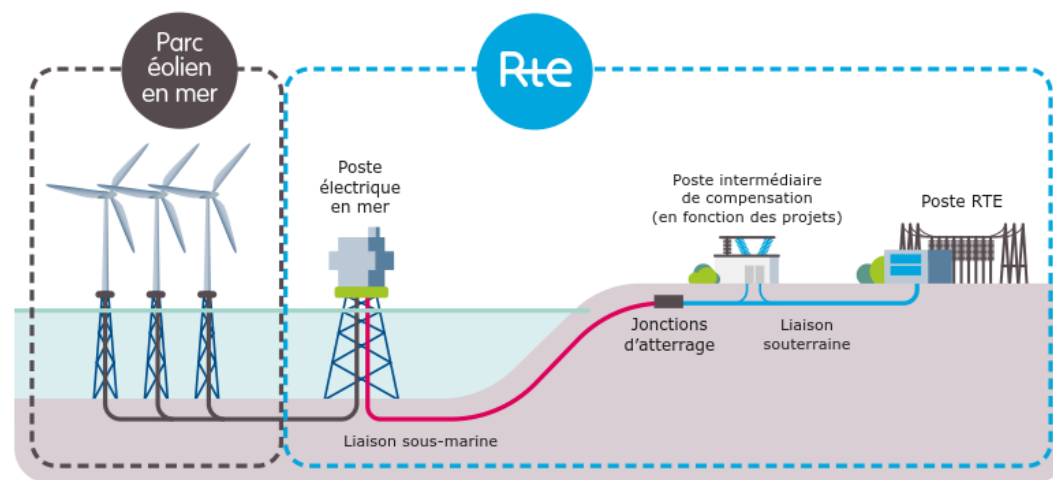 Parc
éolien
en mer
Rte
Poste
électrique
en mer
Poste intermédiaire
de compensation
(en fonction des projets)
Poste RTE
Jonctions
d'atterrage
Liaison
souterraine
Liaison sous-marine